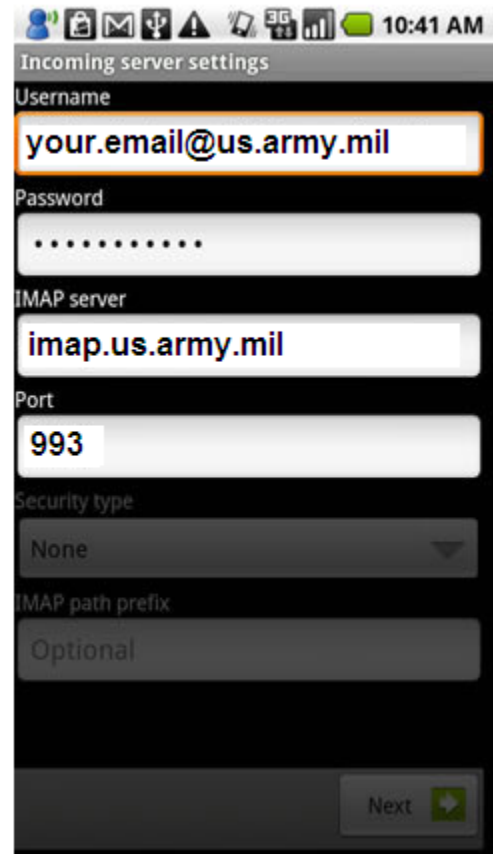 3G
10:41 AM
Incoming server settings
Username
your.email@us.army.mil
Password
•••••••••••
IMAP server
imap.us.army.mil
Port
993
Security type
None
IMAP path prefix
Optional
Next